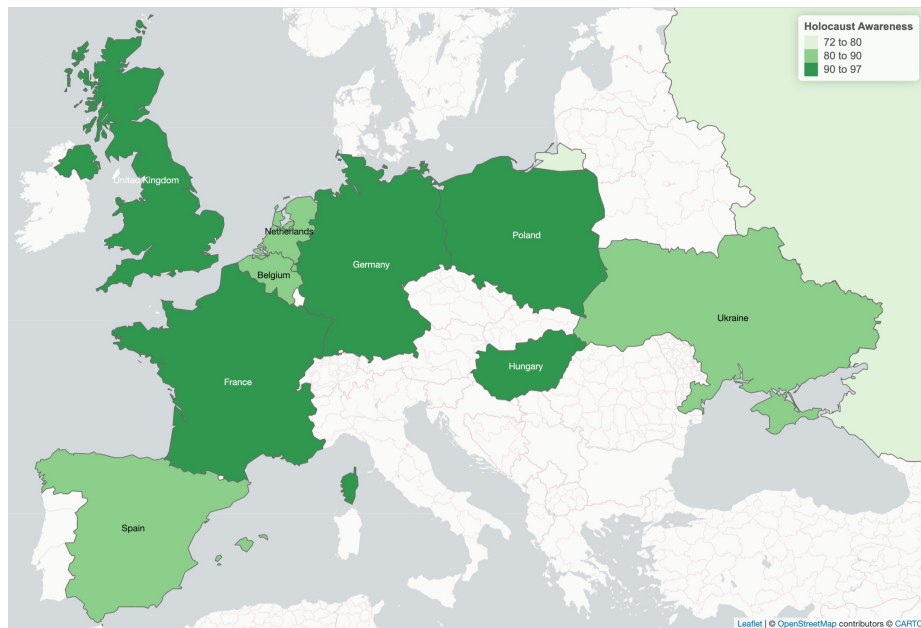 Holocaust Awareness
72 to 80
80 to 90
90 to 97
United Kingdom
Netherlands
Belgium
Germany
Poland
Ukraine
France
Hungary
Spain
Leaflet | © OpenStreetMap contributors © CARTO